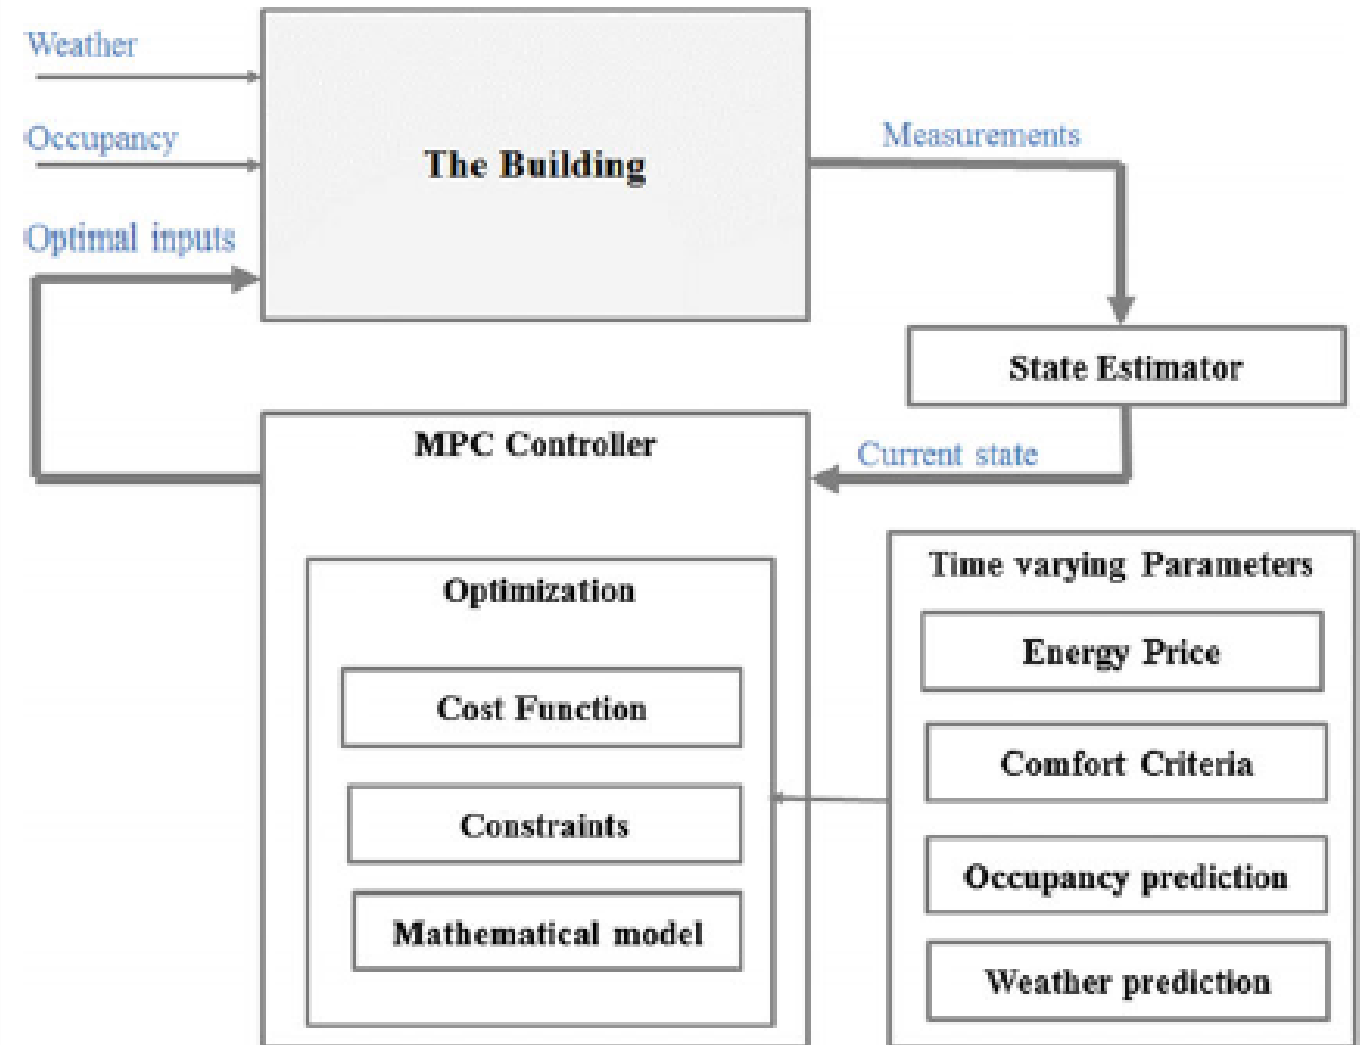 Weather
Occupancy
Optimal inputs
The Building
Measurements
State Estimator
Current state
MPC Controller
Optimization
Cost Function
Constraints
Mathematical model
Time varying Parameters
Energy Price
Comfort Criteria
Occupancy prediction
Weather prediction